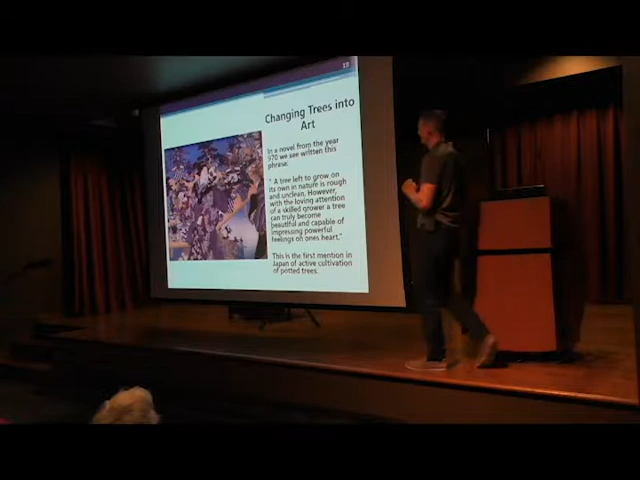 Changing Trees into
Art
In a novel from the year
970 we see written this
phrase:
" A tree left to grow on
its own in nature is rough
and unclean. However,
with the loving attention
of a skilled grower a tree
can truly become
beautiful and capable of
impressing powerful
feelings on ones heart."
This is the first mention in
Japan of active cultivation
of potted trees.